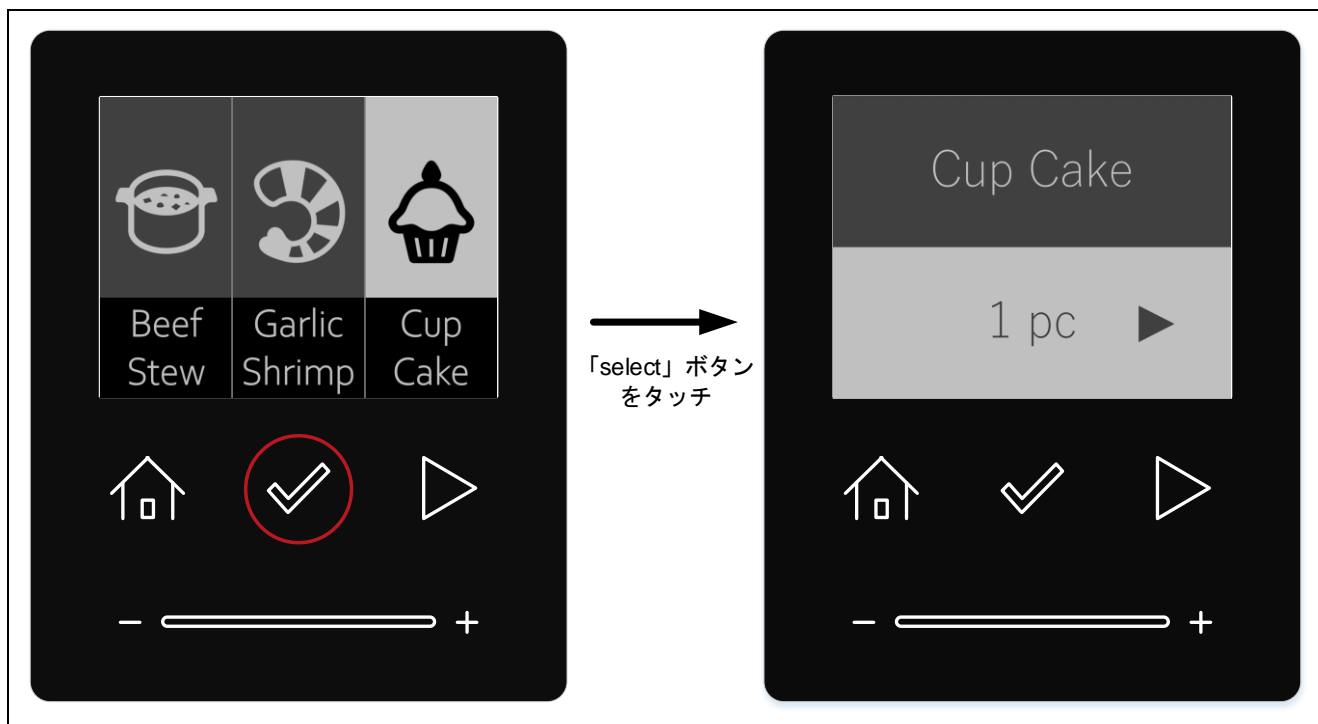 Beef
Stew
Garlic
Shrimp
Cup
Cake
「select」ボタン
をタッチ
Cup Cake
1 pc